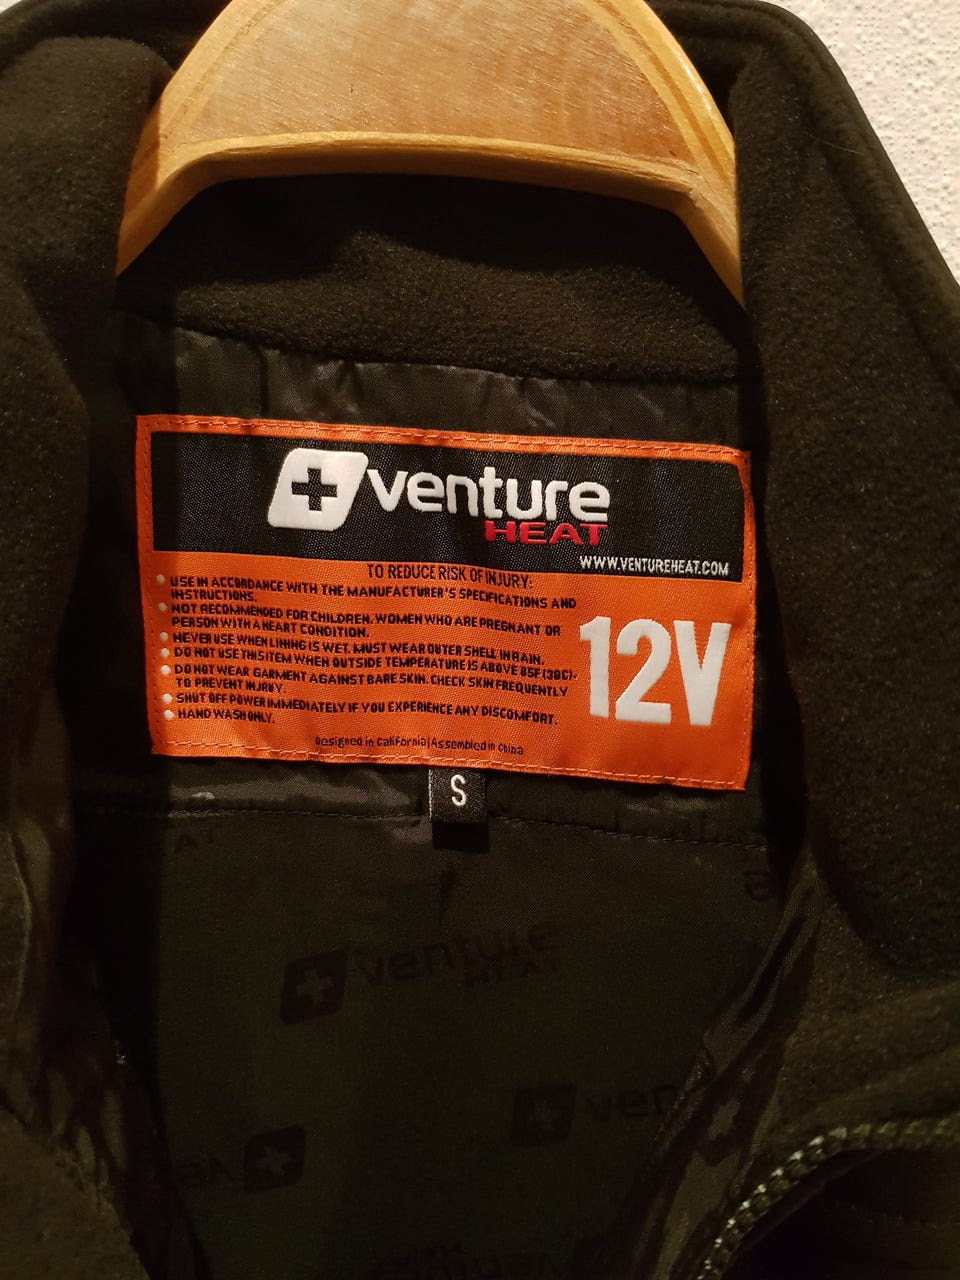 venture
HEAT
WWW.VENTUREHEAT.COM
TO REDUCE RISK OF INJURY:
USE IN ACCORDANCE WITH THE MANUFACTURER'S SPECIFICATIONS AND
INSTRUCTIONS.
NOT RECOMMENDED FOR CHILDREN, WOMEN WHO ARE PREGNANT OR
PERSON WITH A HEART CONDITION.
NEVER USE WHEN LINING IS WET. MUST WEAR OUTER SHELL IN RAIN.
DO NOT USE THIS ITEM WHEN OUTSIDE TEMPERATURE IS ABOVE 85F (30C).
DO NOT WEAR GARMENT AGAINST BARE SKIN. CHECK SKIN FREQUENTLY
TO PREVENT INJURY.
SHUT OFF POWER IMMEDIATELY IF YOU EXPERIENCE ANY DISCOMFORT.
HAND WASH ONLY.
12V
Designed in California | Assembled in China
S
venture
HEAT
ven
ve